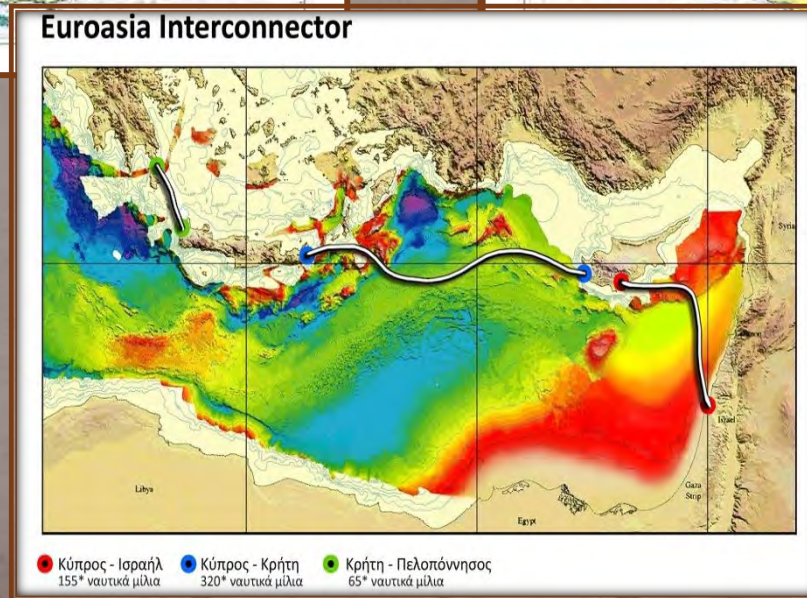 Euroasia Interconnector
Syria
Israel
Gaza
Strip
Libya
Egypt
Κύπρος - Ισραήλ
155* ναυτικά μίλια
Κύπρος - Κρήτη
320* ναυτικά μίλια
Κρήτη - Πελοπόννησος
65* ναυτικά μίλια